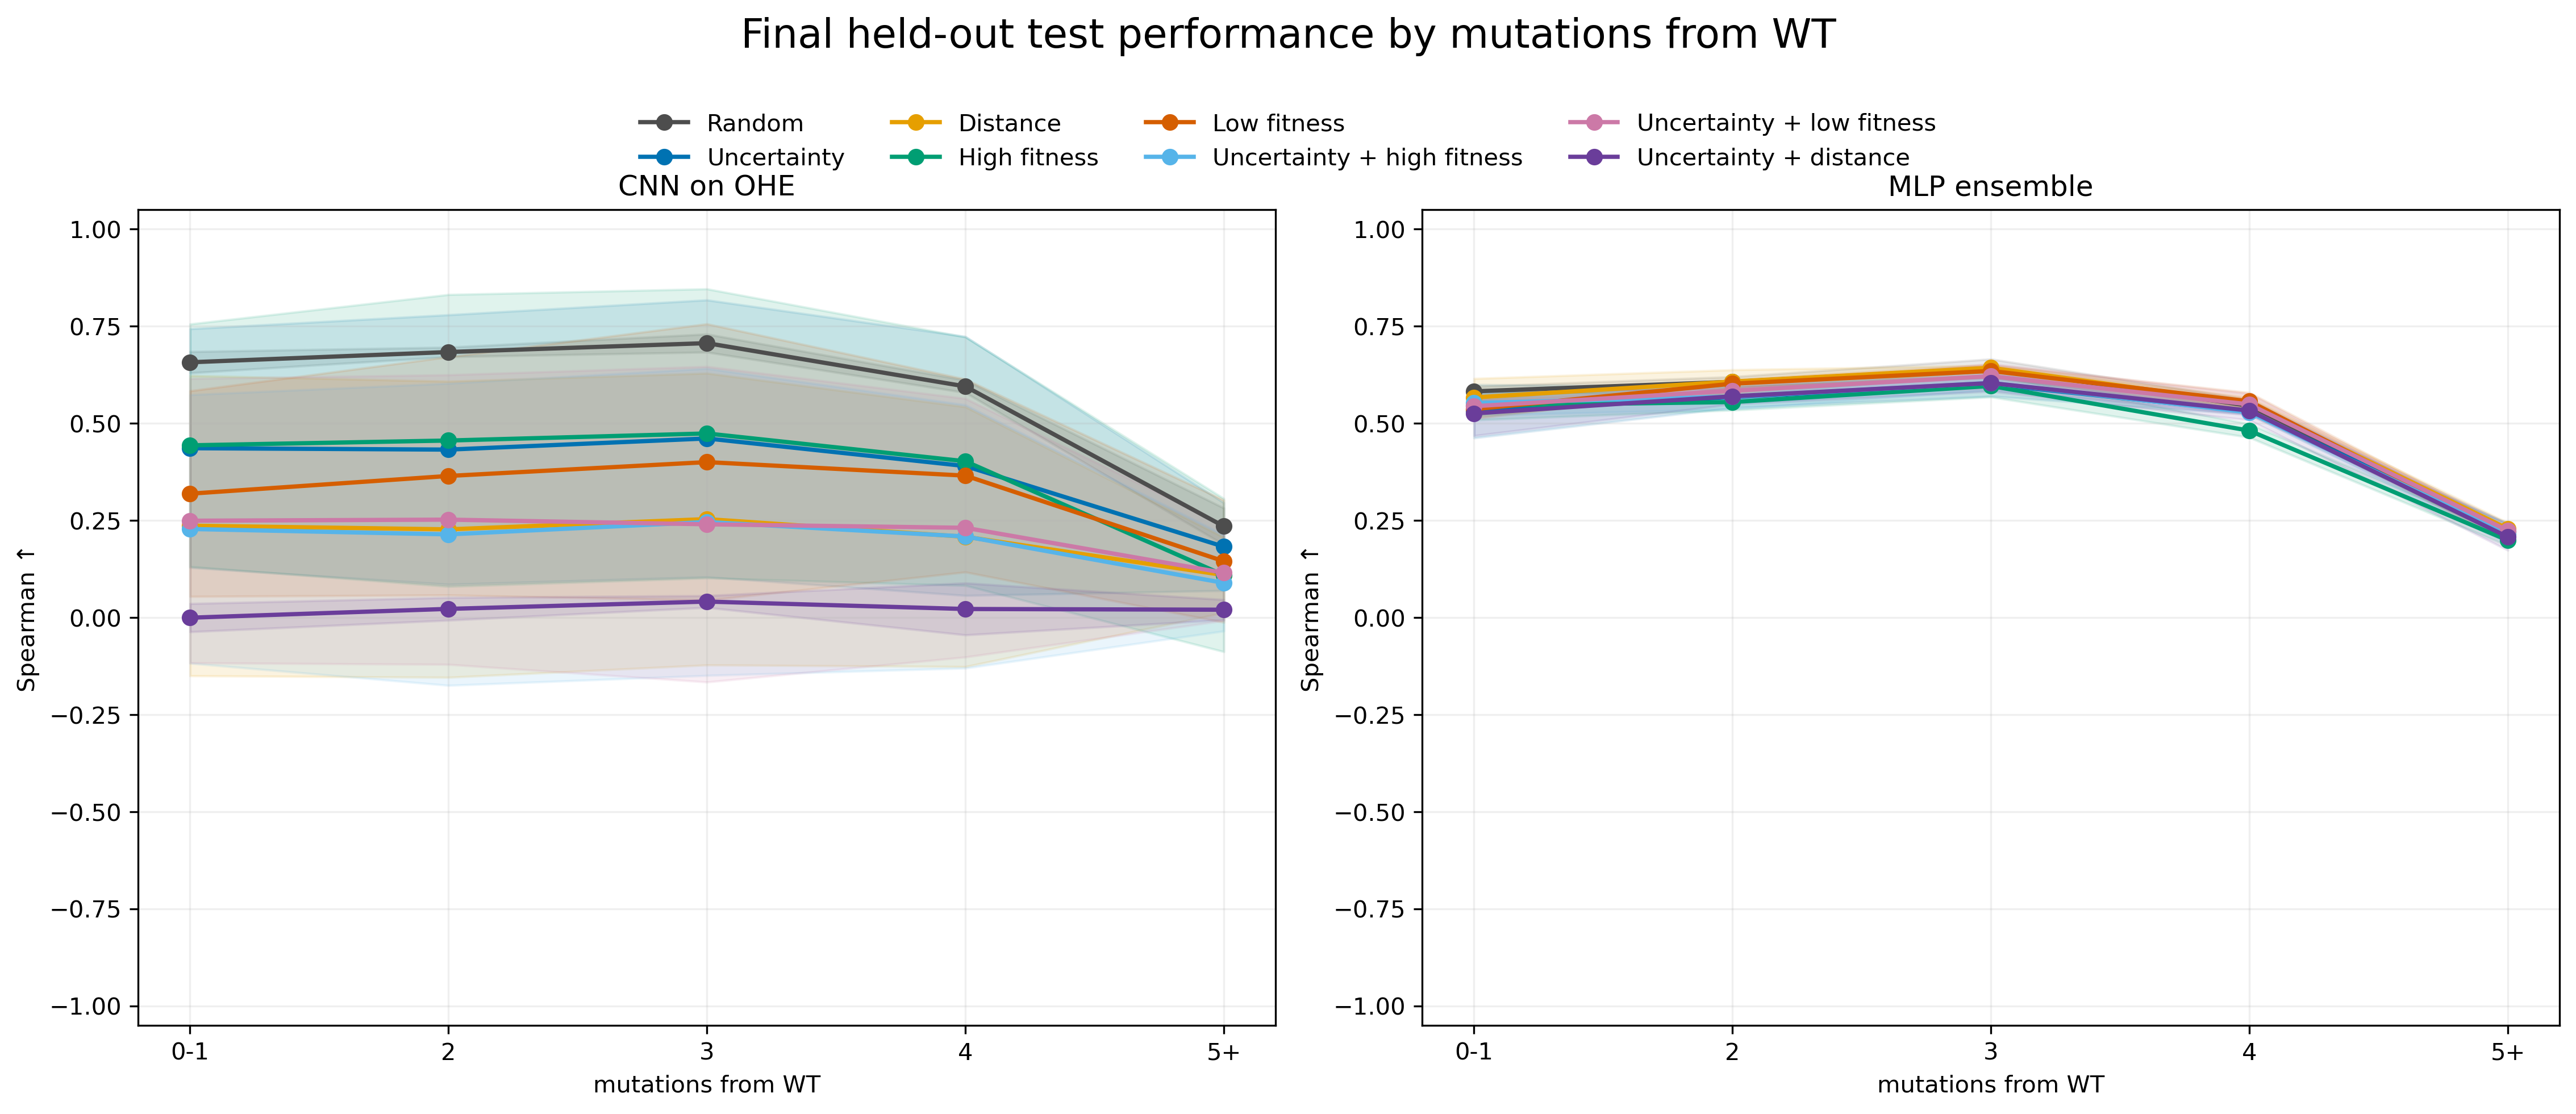 Final held-out test performance by mutations from WT
Random
Distance
Low fitness
Uncertainty + low fitness
Uncertainty
High fitness
Uncertainty + high fitness
Uncertainty + distance
CNN on OHE
1.00
0.75
0.50
0.25
0.00
−0.25
−0.50
−0.75
−1.00
Spearman ↑
0-1
2
3
4
5+
mutations from WT
MLP ensemble
1.00
0.75
0.50
0.25
0.00
−0.25
−0.50
−0.75
−1.00
Spearman ↑
0-1
2
3
4
5+
mutations from WT